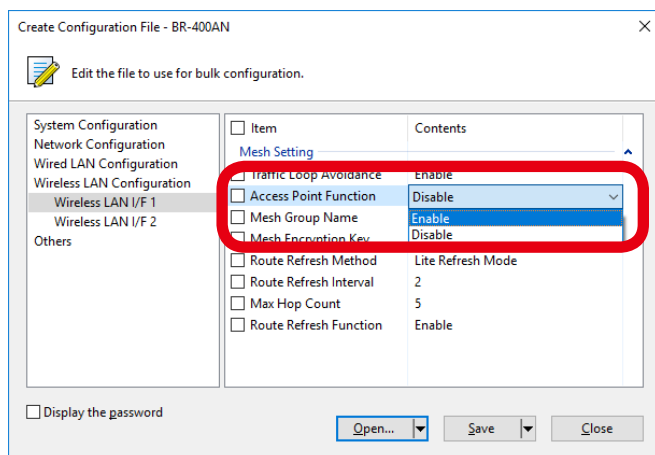 Create Configuration File - BR-400AN
Edit the file to use for bulk configuration.
System Configuration
Network Configuration
Wired LAN Configuration
Wireless LAN Configuration
Wireless LAN I/F 1
Wireless LAN I/F 2
Others
Item Contents
Mesh Setting
Traffic Loop Avoidance Enable
Access Point Function Disable
Mesh Group Name Enable
Mesh Encryption Key Disable
Route Refresh Method Lite Refresh Mode
Route Refresh Interval 2
Max Hop Count 5
Route Refresh Function Enable
Display the password
Open... Save Close